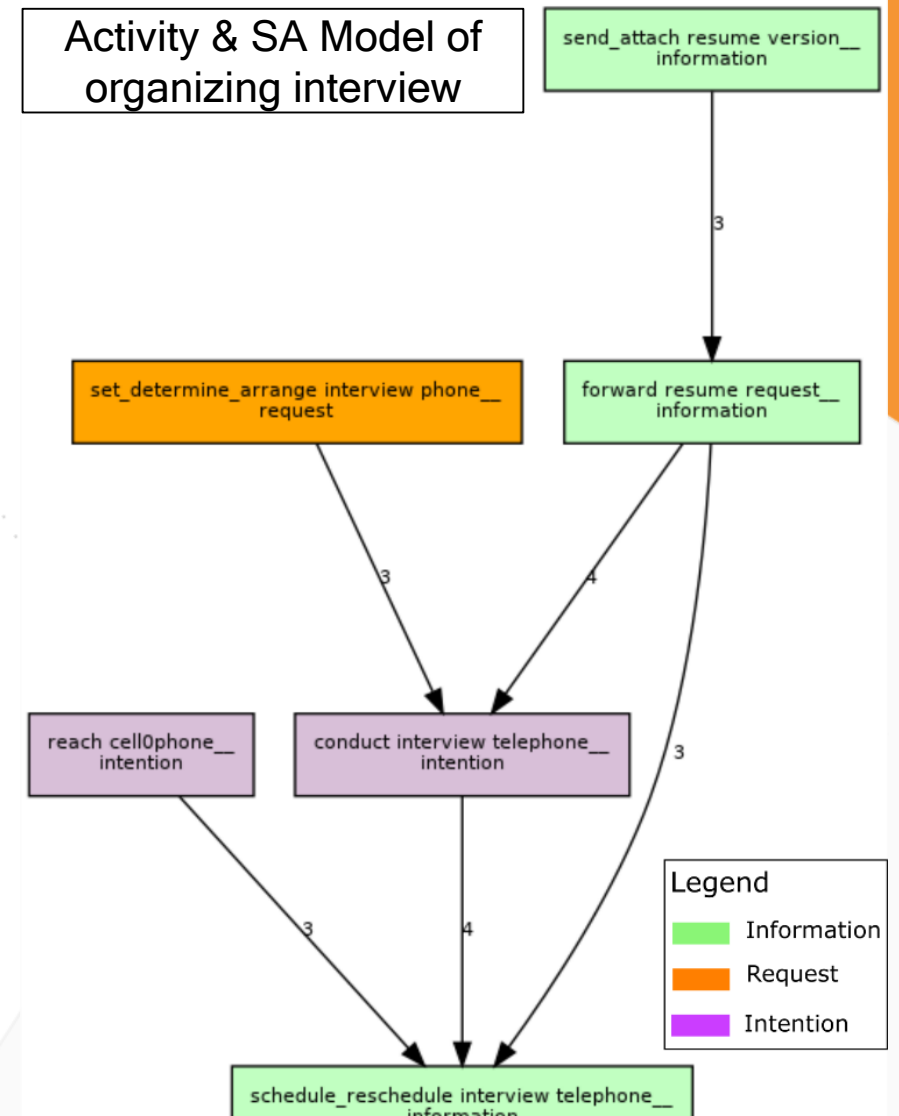 Activity & SA Model of
organizing interview
send_attach resume version__
information
3
set_determine_arrange interview phone__
request
forward resume request__
information
3
4
reach cell0phone__
intention
conduct interview telephone__
intention
3
3
4
Legend
Information
Request
Intention
schedule_reschedule interview telephone__
information